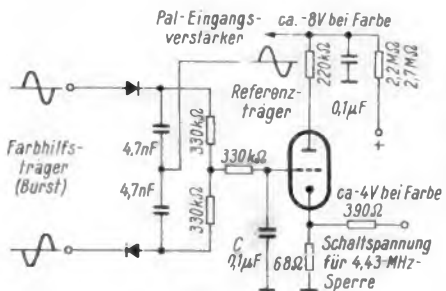 Pal-Eingangs-
verstärker
ca.-8V bei Farbe
Referenz-
träger
220kΩ
0,1µF
2,2MΩ
2,7MΩ
+
Farbhilfs-
träger
(Burst)
4,7nF
4,7nF
330kΩ
330kΩ
330kΩ
C
0,1µF
ca-4V bei Farbe
390Ω
68Ω
Schaltspannung
für 4,43-MHz-
Sperre